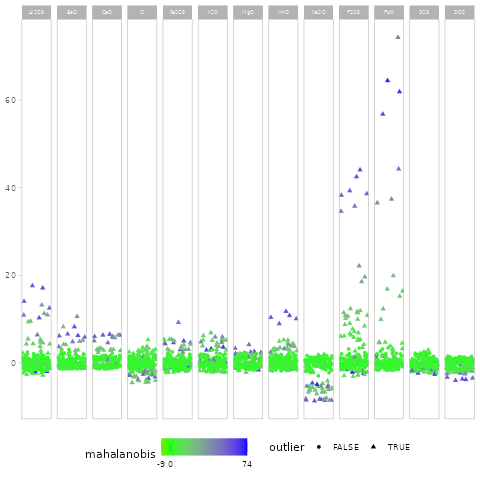 Al2O3 BaO CaO Cl Fe2O3 K2O MgO MnO Na2O P2O5 PbO SO3 SiO2
60
40
20
0
mahalanobis
-9 0 74
outlier FALSE TRUE